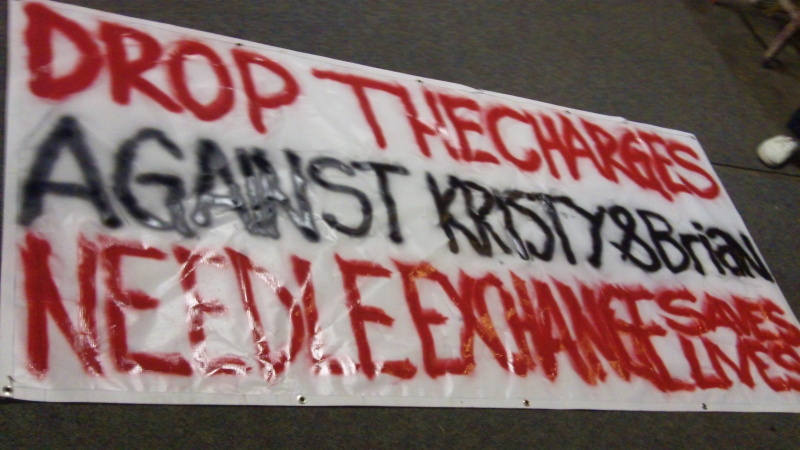 DROP THE CHARGES
AGAINST KRISTY & Brian
NEEDLE EXCHANGE SAVES LIVES